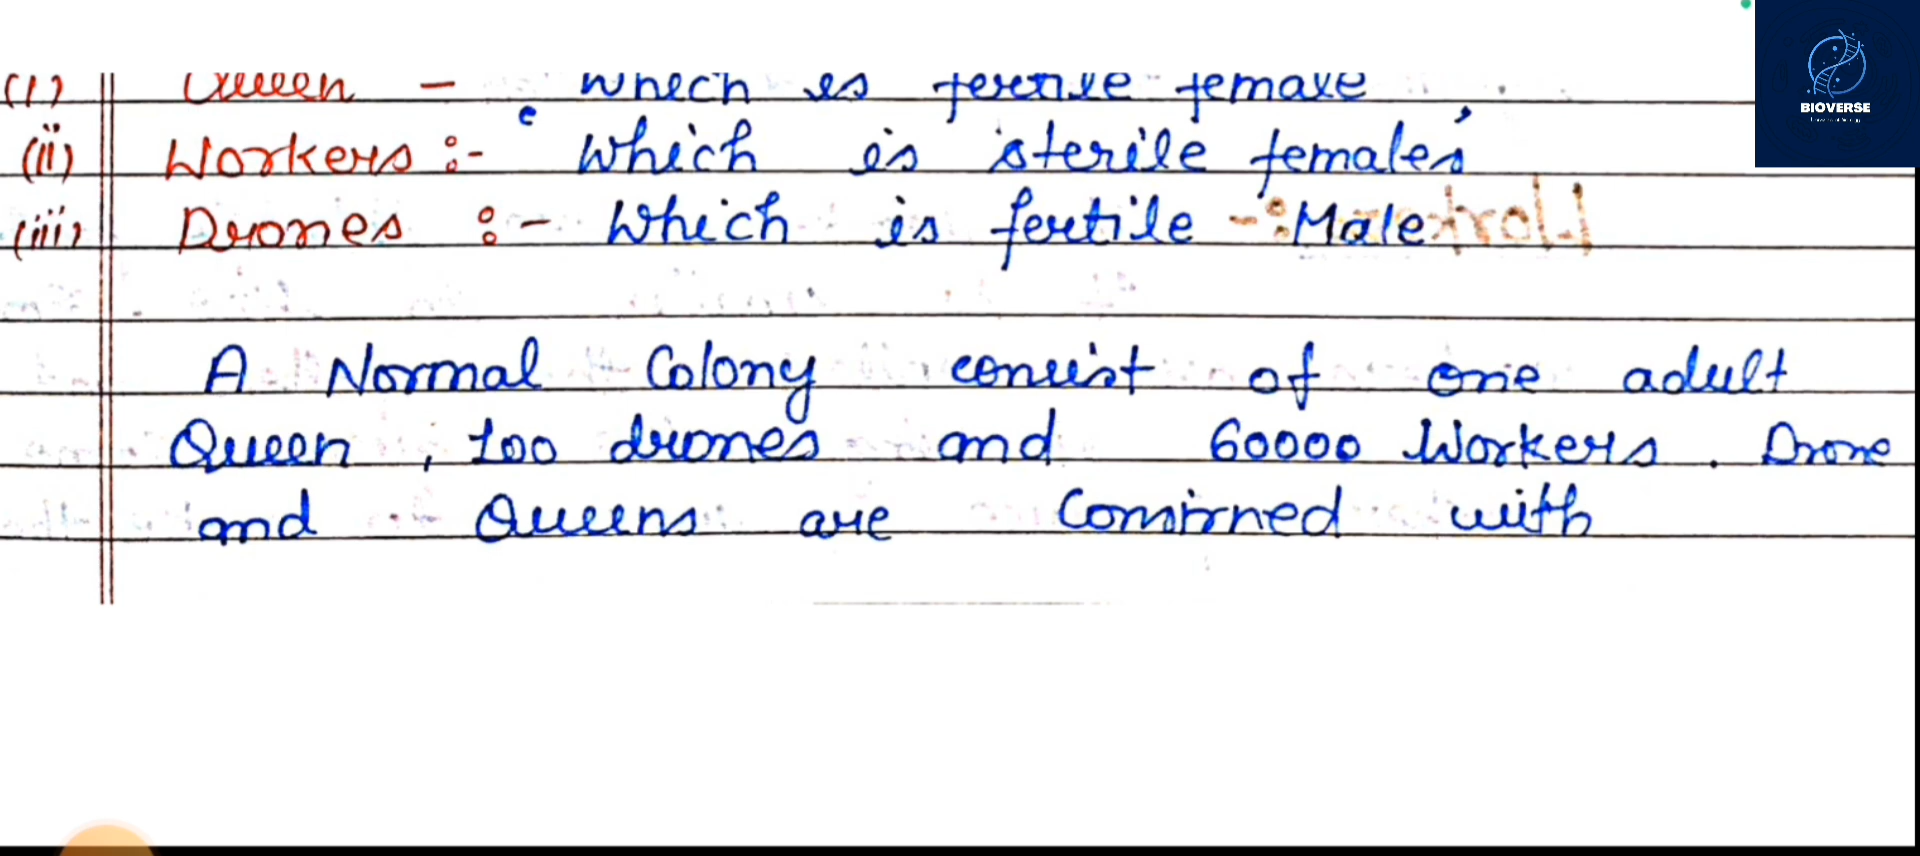 (i) Queen - which is fertile female
(ii) Workers :- Which is sterile females
(iii) Drones :- Which is fertile Male
A Normal Colony consist of one adult
Queen, 100 drones and 60000 Workers. Drone
and Queens are with
BIOVERSE